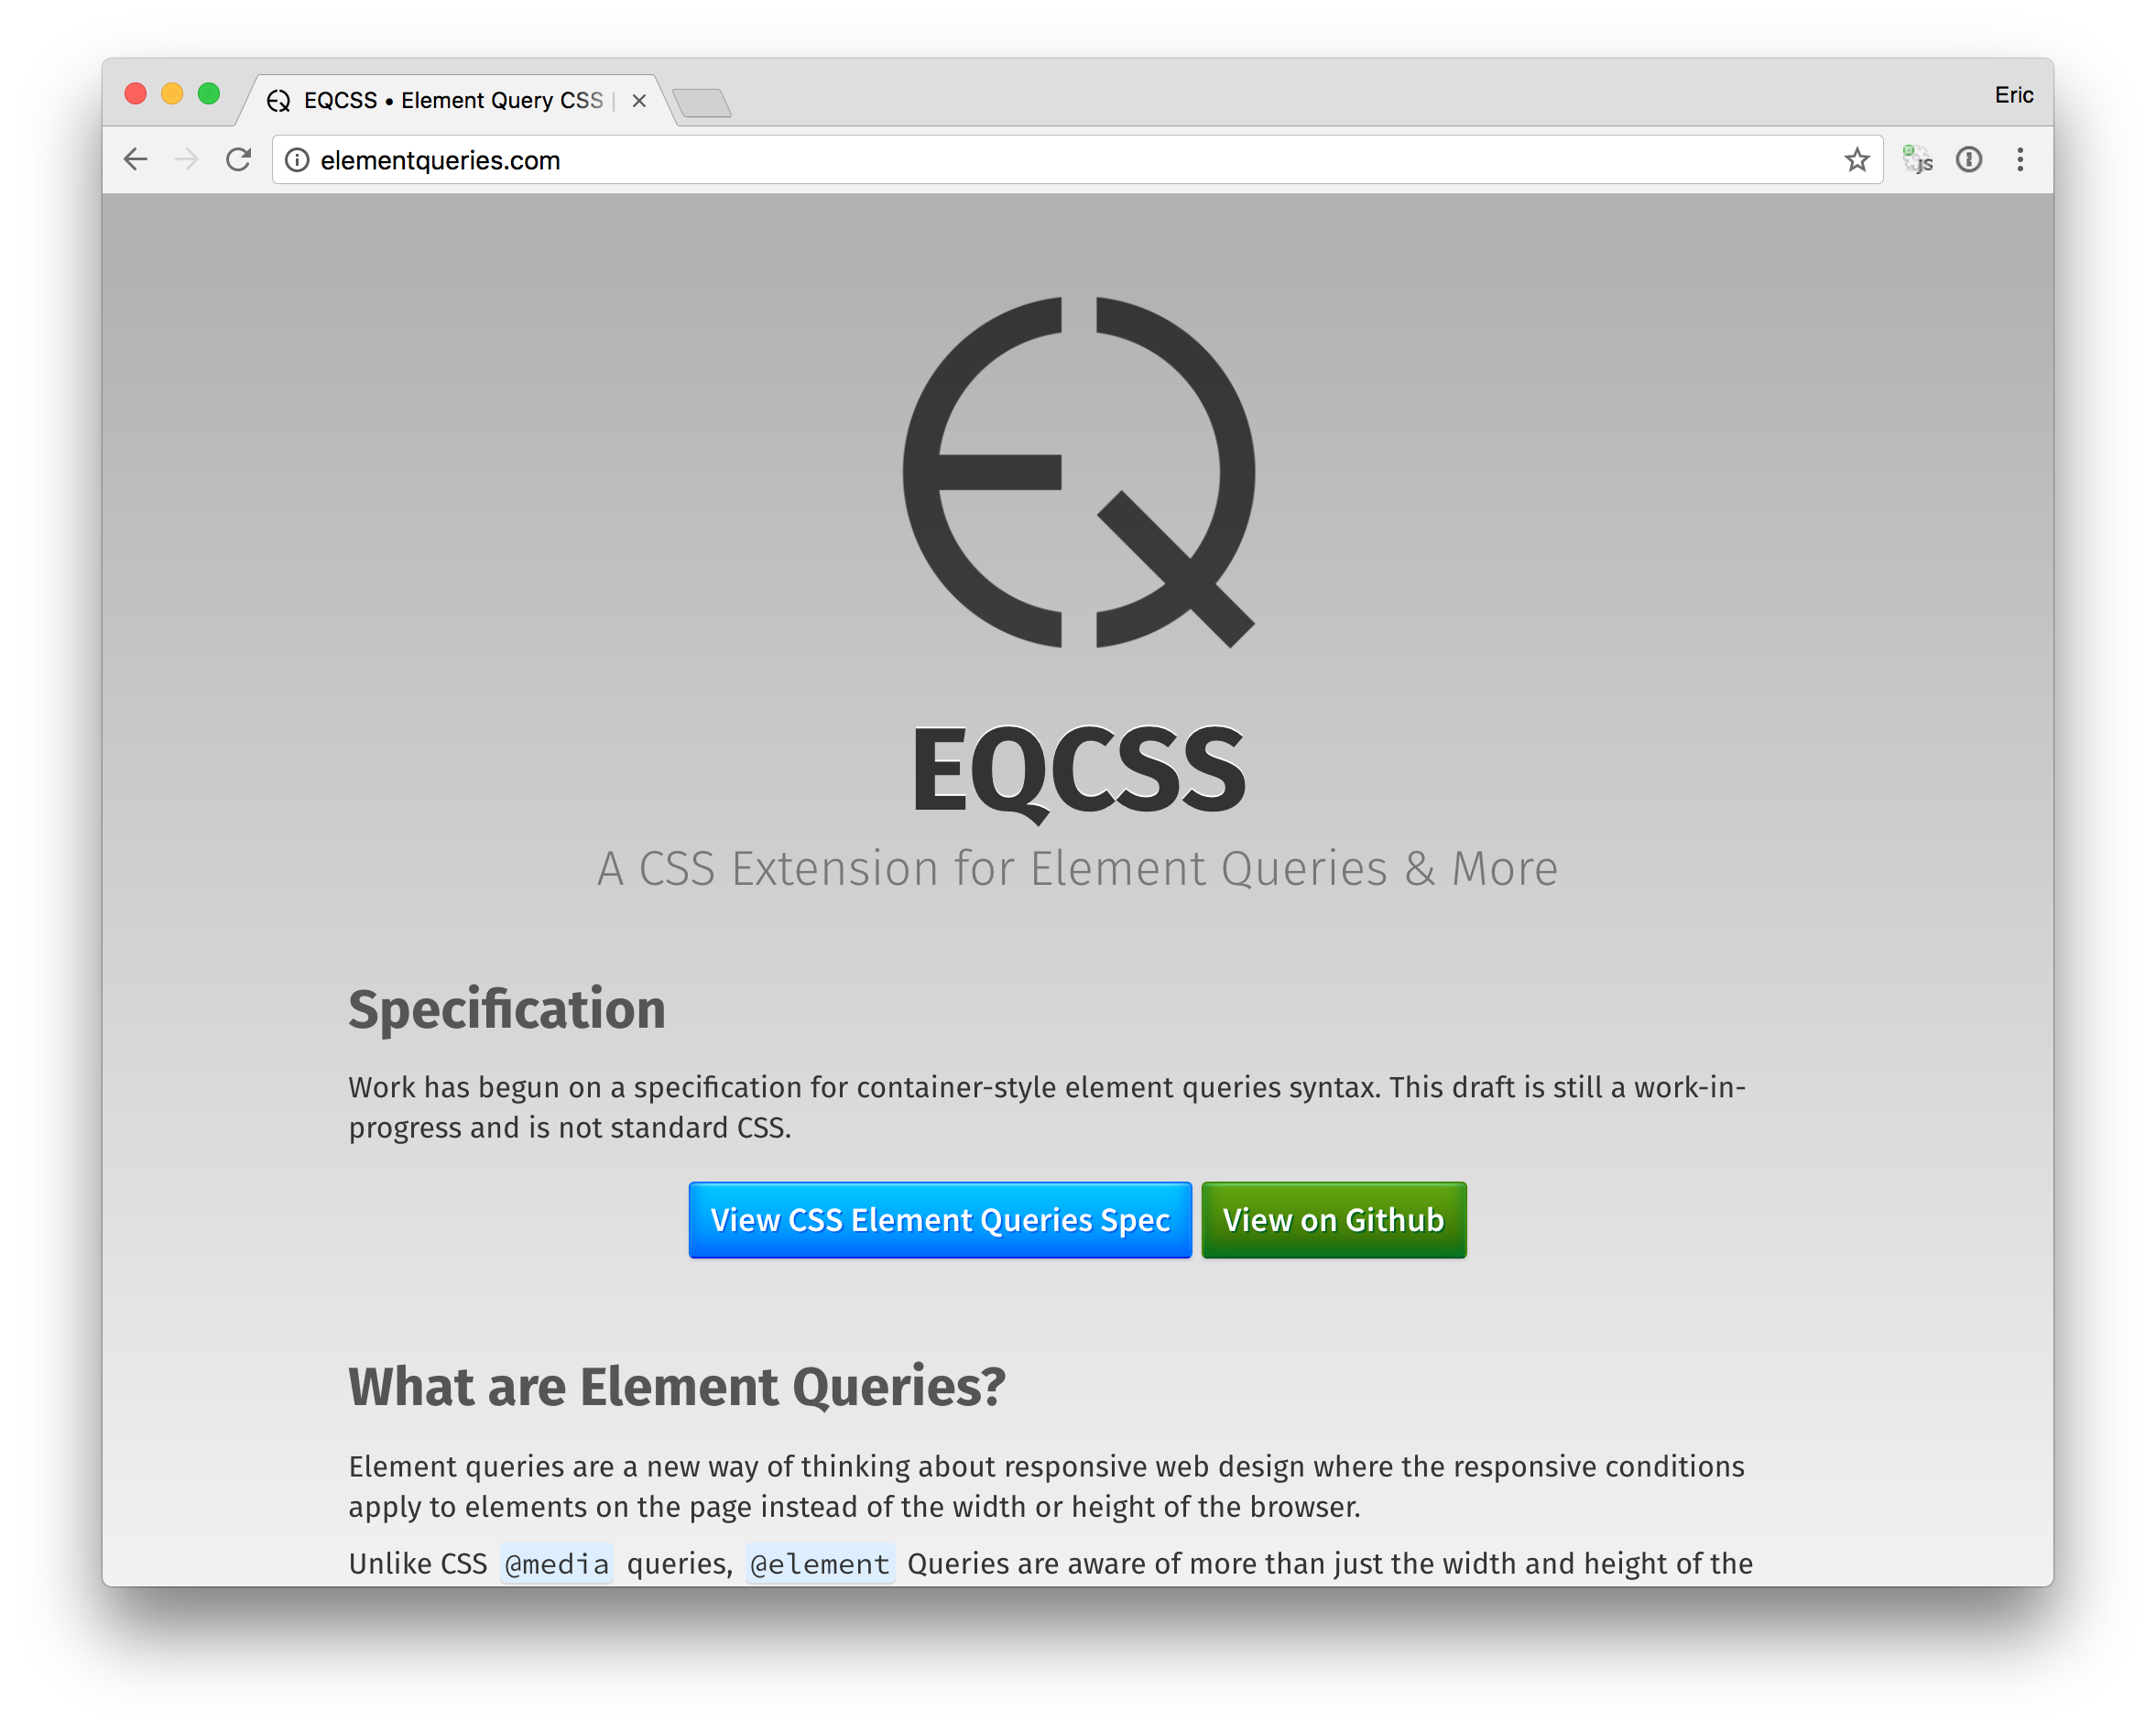 EQCSS • Element Query CSS |
Eric
elementqueries.com
js
EQ
EQCSS
A CSS Extension for Element Queries & More
Specification
Work has begun on a specification for container-style element queries syntax. This draft is still a work-in-
progress and is not standard CSS.
View CSS Element Queries Spec
View on Github
What are Element Queries?
Element queries are a new way of thinking about responsive web design where the responsive conditions
apply to elements on the page instead of the width or height of the browser.
Unlike CSS @media queries, @element Queries are aware of more than just the width and height of the